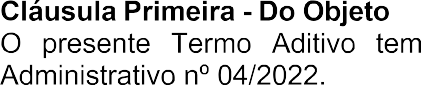 Cláusula Primeira - Do Objeto
O presente Termo Aditivo tem
Administrativo nº 04/2022.